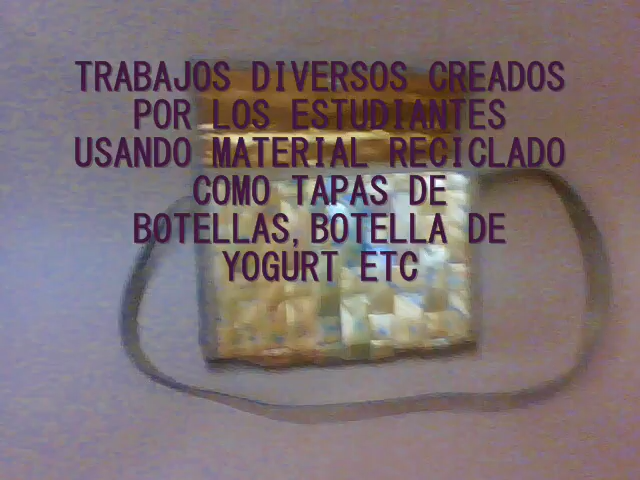 TRABAJOS DIVERSOS CREADOS
POR LOS ESTUDIANTES
USANDO MATERIAL RECICLADO
COMO TAPAS DE
BOTELLAS,BOTELLA DE
YOGURT ETC